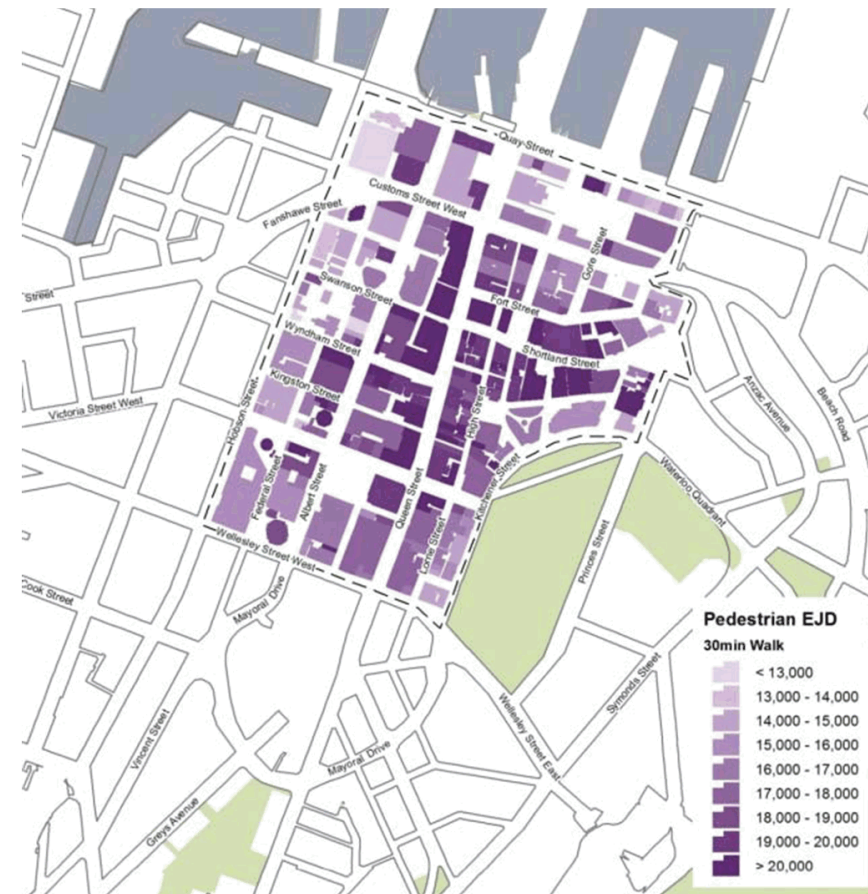 Quay Street
Customs Street West
Fanshawe Street
Gore Street
Swanson Street
Street
Fort Street
Wyndham Street
Shortland Street
Kingston Street
Anzac Avenue
Beach Road
Victoria Street West
Hobson Street
High Street
Kitchener Street
Federal Street
Albert Street
Queen Street
Lorne Street
Waterloo Quadrant
Wellesley Street West
Princes Street
Cook Street
Mayoral Drive
Symonds Street
Vincent Street
Wellesley Street East
Mayoral Drive
Greys Avenue
Pedestrian EJD
30min Walk
< 13,000
13,000 - 14,000
14,000 - 15,000
15,000 - 16,000
16,000 - 17,000
17,000 - 18,000
18,000 - 19,000
19,000 - 20,000
> 20,000